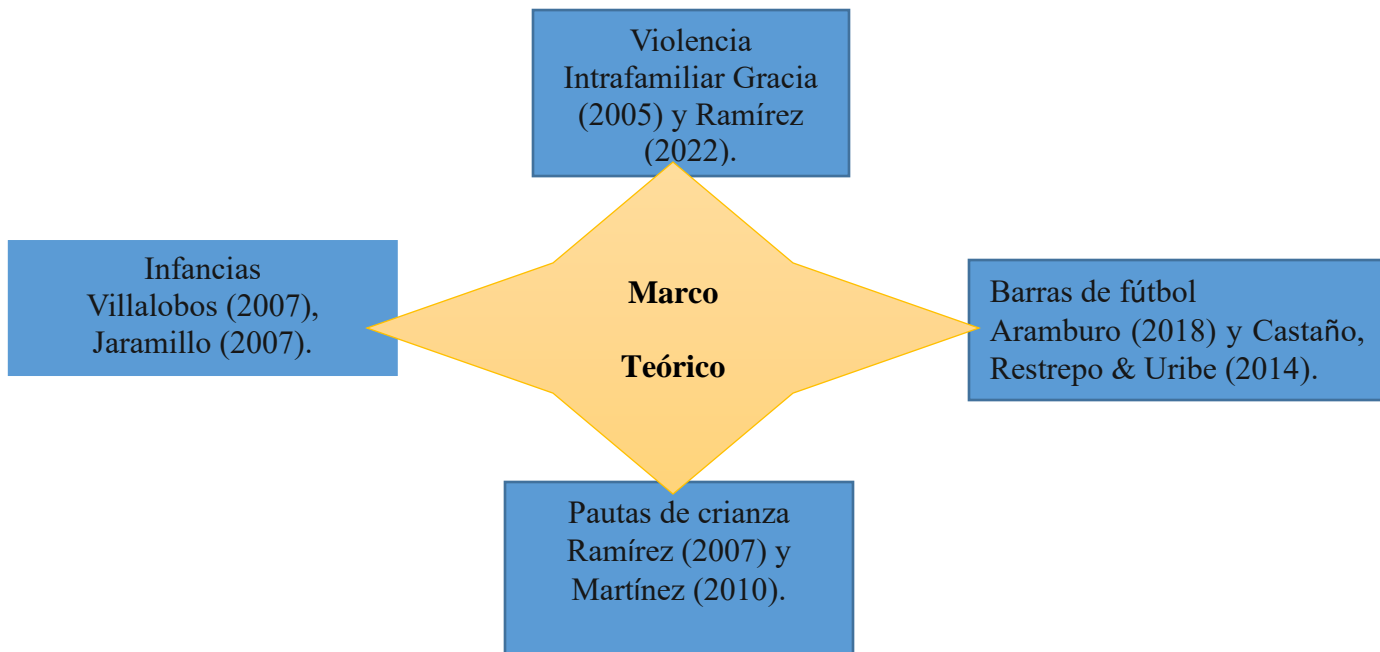 Violencia
Intrafamiliar Gracia
(2005) y Ramírez
(2022).
Infancias
Villalobos (2007),
Jaramillo (2007).
Marco
Teórico
Barras de fútbol
Aramburo (2018) y Castaño,
Restrepo & Uribe (2014).
Pautas de crianza
Ramírez (2007) y
Martínez (2010).